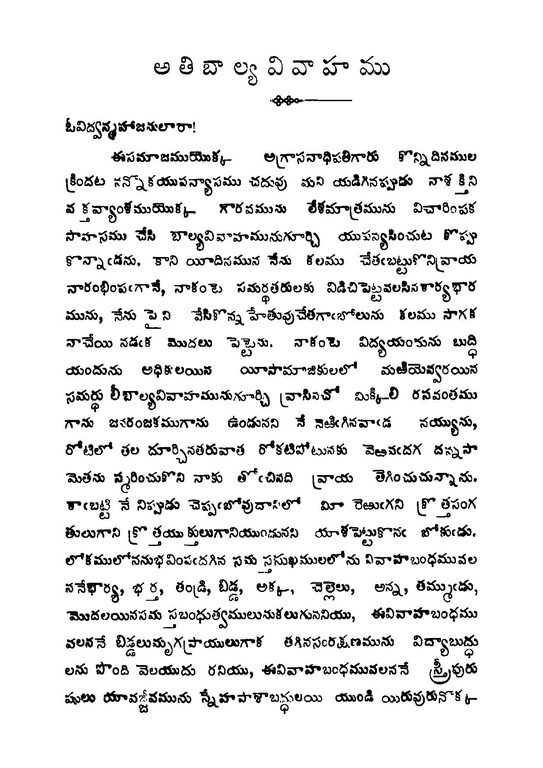 అతిబాల్యవివాహము
ఓవిద్వన్మహాజనులారా!
ఈసమాజముయొక్క అగ్రాసనాధిపతిగారు కొన్నిదినముల
క్రిందట నన్నొకయుపన్యాసము చదువు మని యడిగినప్పుడు నాశక్తిని
వక్తవ్యాంశముయొక్క గౌరవమును లేశమాత్రమును విచారింపక
సాహసము చేసి బాల్యవివాహమునుగూర్చి యుపన్యసించుట కొప్పు
కొన్నాఁడను. కాని యీదినమున నేను కలము చేతఁబట్టుకొని వ్రాయ
నారంభింపఁగానే, నాకంటె సమర్థతరులకు విడిచిపెట్టవలసినకార్యభార
మును, నేను పైని వేసికొన్న హేతువుచేతఁగాఁబోలును కలము సాగక
నాచేయి నడఁక మొదలు పెట్టెను. నాకంటె విద్యయందును బుద్ధి
యందును అధికులయిన యీసామాజికులలో మఱియెవ్వరయిన
సమర్థు లీబాల్యవివాహమునుగూర్చి వ్రాసినచో మిక్కిలి రసవంతము
గాను జనరంజకముగాను ఉండునని నే నెఱిఁగినవాఁడ నయ్యును,
రోటిలో తల దూర్చినతరువాత రోకటిపోటునకు వెఱవఁదగ దన్నసా
మెతను స్మరించుకొని నాకు తోఁచినది వ్రాయ తెగించుచున్నాను.
కాఁబట్టి నే నిప్పుడు చెప్పఁబోవుదానిలో మీ రెఱుఁగని క్రొత్తసంగ
తులుగాని క్రొత్తయుక్తులుగానియుండునని యాశపెట్టుకొనఁ బోకుఁడు.
లోకములోననుభవింపఁదగిన సమస్తసుఖములలోను వివాహబంధమువల
ననేభార్య, భర్త, తండ్రి, బిడ్డ, అక్క, చెల్లెలు, అన్న, తమ్ముఁడు,
మొదలయినసమస్తబంధుత్వములునుకలుగుననియు, ఈవివాహబంధము
వలననే బిడ్డలుమృగప్రాయులుగాక తగినసంరక్షణమును విద్యాబుద్ధు
లను పొంది వెలయుదు రనియు, ఈవివాహబంధమువలననే స్త్రీపురు
షులు యావజ్జీవమును స్నేహపాశాబద్ధులయి యుండి యిరువురునొక్క